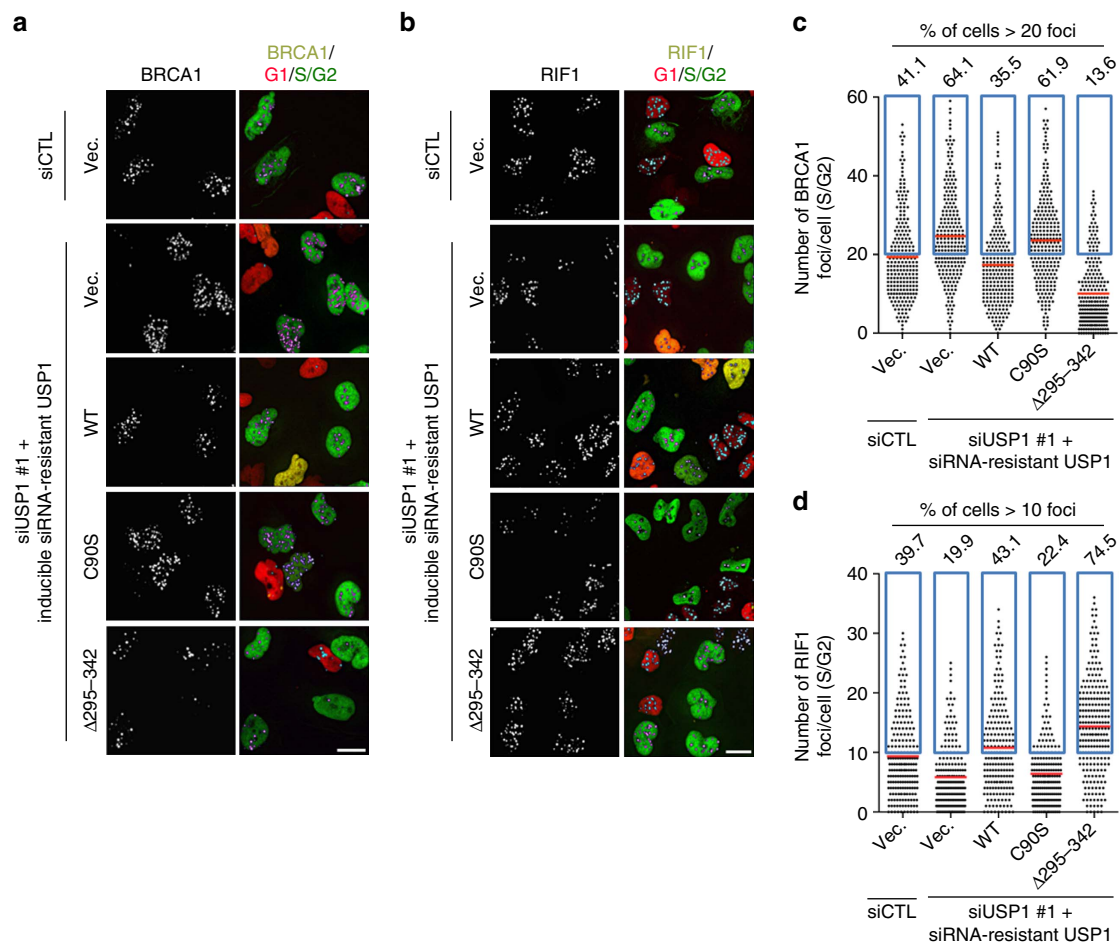 a
BRCA1
BRCA1/
G1/S/G2
siCTL
Vec.
siUSP1 #1 +
inducible siRNA-resistant USP1
Vec.
WT
C90S
Δ295–342
b
RIF1
RIF1/
G1/S/G2
siCTL
Vec.
siUSP1 #1 +
inducible siRNA-resistant USP1
Vec.
WT
C90S
Δ295–342
c
% of cells > 20 foci
41.1 64.1 35.5 61.9 13.6
Number of BRCA1
foci/cell (S/G2)
60
40
20
0
Vec. Vec. WT C90S Δ295–342
siCTL siUSP1 #1 +
siRNA-resistant USP1
d
% of cells > 10 foci
39.7 19.9 43.1 22.4 74.5
Number of RIF1
foci/cell (S/G2)
40
30
20
10
0
Vec. Vec. WT C90S Δ295–342
siCTL siUSP1 #1 +
siRNA-resistant USP1